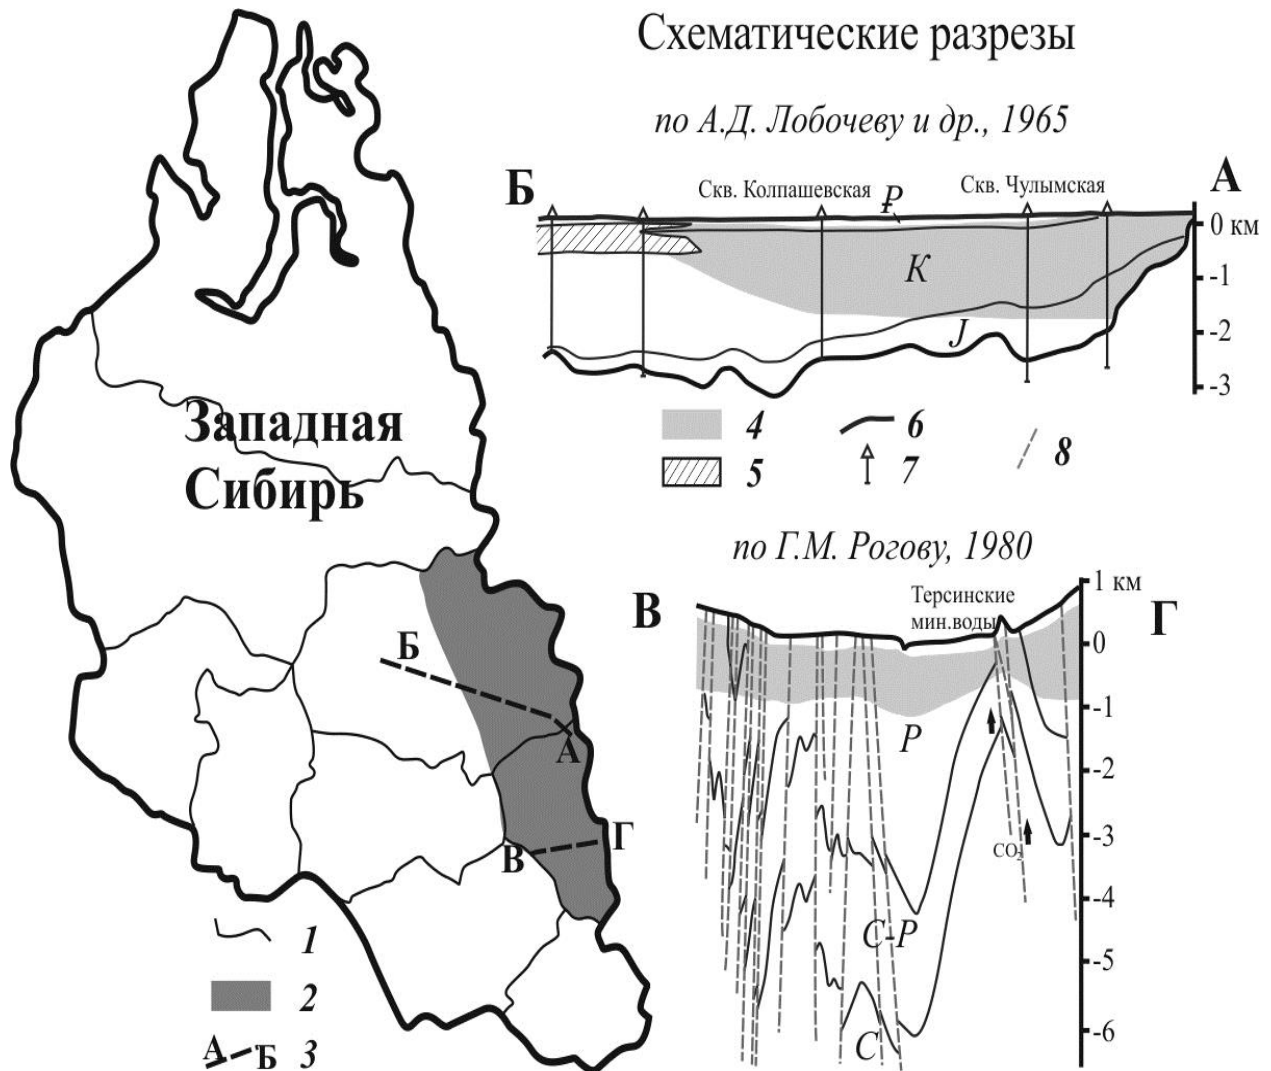 Схематические разрезы
по А.Д. Лобочеву и др., 1965
Б
А
Скв. Колпашевская
₽
Скв. Чулымская
0 км
К
-1
J
-2
-3
4
5
6
7
8
Западная
Сибирь
Б
А
В
Г
1
2
А
Б
3
по Г.М. Рогову, 1980
В
Г
Терсинские
мин.воды
1 км
0
-1
P
-2
-3
CO₂
-4
C-P
-5
-6
C